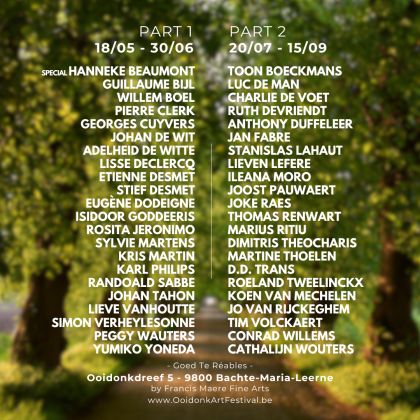 PART 1
18/05 - 30/06
SPECIAL HANNEKE BEAUMONT
GUILLAUME BIJL
WILLEM BOEL
PIERRE CLERK
GEORGES CUYVERS
JOHAN DE WIT
ADELHEID DE WITTE
LISSE DECLERCQ
ETIENNE DESMET
STIEF DESMET
EUGÈNE DODEIGNE
ISIDOOR GODDEERIS
ROSITA JERONIMO
SYLVIE MARTENS
KRIS MARTIN
KARL PHILIPS
RANDOALD SABBE
JOHAN TAHON
LIEVE VANHOUTTE
SIMON VERHEYLESONNE
PEGGY WAUTERS
YUMIKO YONEDA
PART 2
20/07 - 15/09
TOON BOECKMANS
LUC DE MAN
CHARLIE DE VOET
RUTH DEVRIENDT
ANTHONY DUFFELEER
JAN FABRE
STANISLAS LAHAUT
LIEVEN LEFERE
ILEANA MORO
JOOST PAUWAERT
JOKE RAES
THOMAS RENWART
MARIUS RITIU
DIMITRIS THEOCHARIS
MARTINE THOELEN
D.D. TRANS
ROELAND TWEELINCKX
KOEN VAN MECHELEN
JO VAN RIJCKEGHEM
TIM VOLCKAERT
CONRAD WILLEMS
CATHALIJN WOUTERS
- Goed Te Réables -
Ooidonkdreef 5 - 9800 Bachte-Maria-Leerne
by Francis Maere Fine Arts
www.OoidonkArtFestival.be